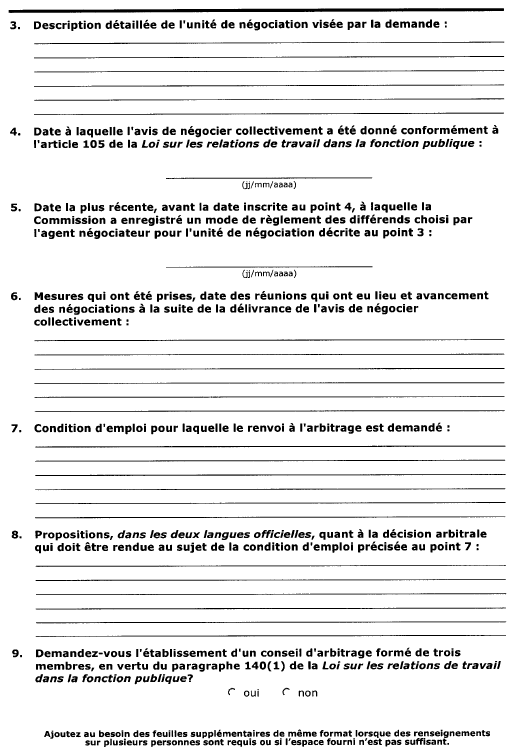 3. Description détaillée de l'unité de négociation visée par la demande :
4. Date à laquelle l'avis de négocier collectivement a été donné conformément à
l'article 105 de la Loi sur les relations de travail dans la fonction publique :
(jj/mm/aaaa)
5. Date la plus récente, avant la date inscrite au point 4, à laquelle la
Commission a enregistré un mode de règlement des différends choisi par
l'agent négociateur pour l'unité de négociation décrite au point 3 :
(jj/mm/aaaa)
6. Mesures qui ont été prises, date des réunions qui ont eu lieu et avancement
des négociations à la suite de la délivrance de l'avis de négocier
collectivement :
7. Condition d'emploi pour laquelle le renvoi à l'arbitrage est demandé :
8. Propositions, dans les deux langues officielles, quant à la décision arbitrale
qui doit être rendue au sujet de la condition d'emploi précisée au point 7 :
9. Demandez-vous l'établissement d'un conseil d'arbitrage formé de trois
membres, en vertu du paragraphe 140(1) de la Loi sur les relations de travail
dans la fonction publique?
oui non
Ajoutez au besoin des feuilles supplémentaires de même format lorsque des renseignements
sur plusieurs personnes sont requis ou si l'espace fourni n'est pas suffisant.